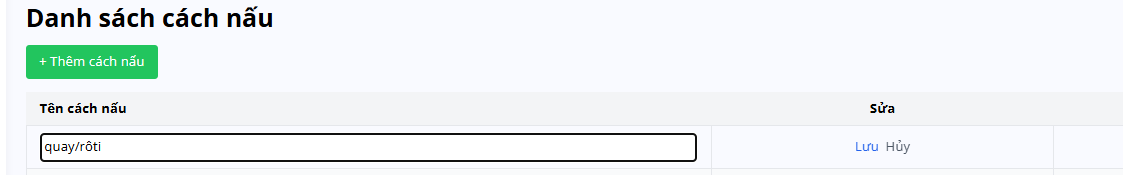 Danh sách cách nấu
+ Thêm cách nấu
Tên cách nấu Sửa
quay/rôti Lưu Hủy